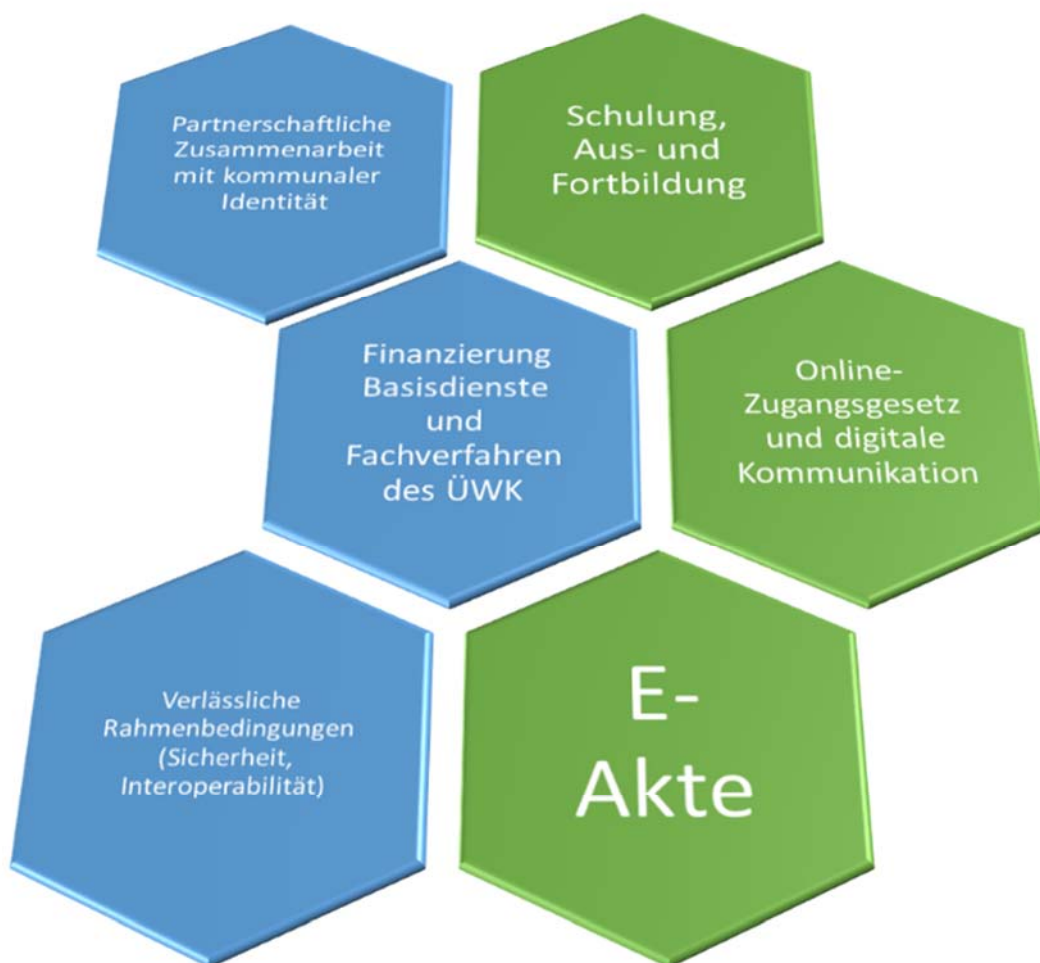 Partnerschaftliche
Zusammenarbeit
mit kommunaler
Identität
Schulung,
Aus- und
Fortbildung
Finanzierung
Basisdienste
und
Fachverfahren
des ÜWK
Online-
Zugangsgesetz
und digitale
Kommunikation
Verlässliche
Rahmenbedingungen
(Sicherheit,
Interoperabilität)
E-
Akte